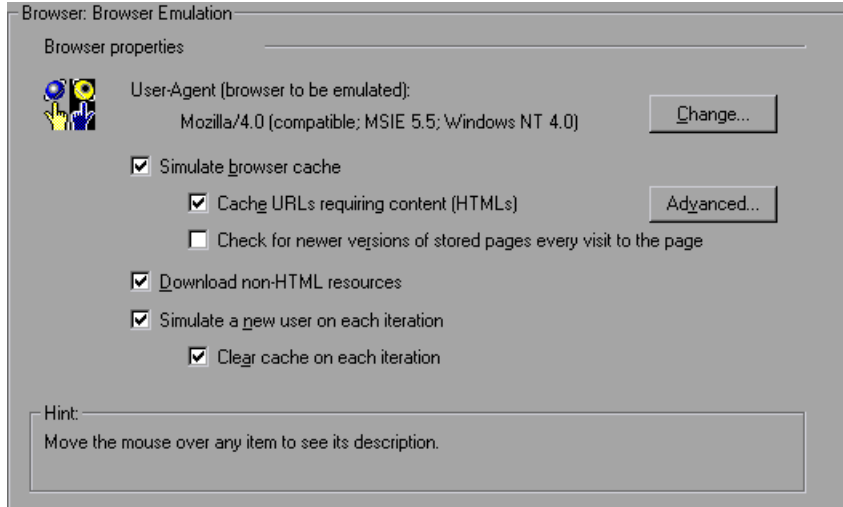 Browser: Browser Emulation
Browser properties
User-Agent (browser to be emulated):
Mozilla/4.0 (compatible; MSIE 5.5; Windows NT 4.0)
Change...
Simulate browser cache
Cache URLs requiring content (HTMLs)
Advanced...
Check for newer versions of stored pages every visit to the page
Download non-HTML resources
Simulate a new user on each iteration
Clear cache on each iteration
Hint:
Move the mouse over any item to see its description.